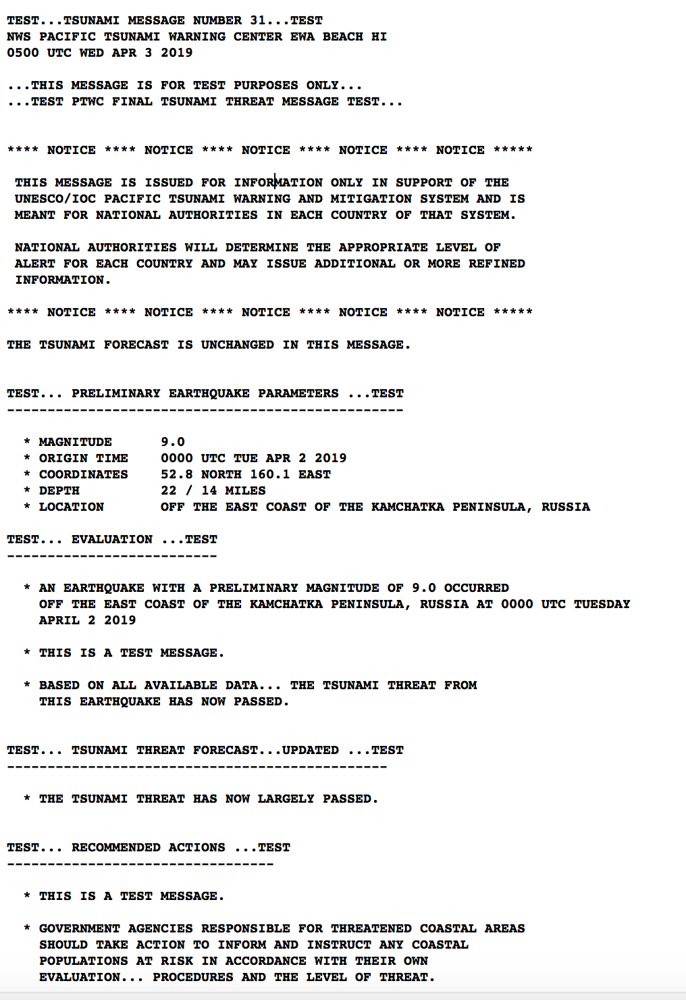 TEST...TSUNAMI MESSAGE NUMBER 31...TEST
NWS PACIFIC TSUNAMI WARNING CENTER EWA BEACH HI
0500 UTC WED APR 3 2019
...THIS MESSAGE IS FOR TEST PURPOSES ONLY...
...TEST PTWC FINAL TSUNAMI THREAT MESSAGE TEST...
**** NOTICE **** NOTICE **** NOTICE **** NOTICE **** NOTICE *****
THIS MESSAGE IS ISSUED FOR INFORMATION ONLY IN SUPPORT OF THE
UNESCO/IOC PACIFIC TSUNAMI WARNING AND MITIGATION SYSTEM AND IS
MEANT FOR NATIONAL AUTHORITIES IN EACH COUNTRY OF THAT SYSTEM.
NATIONAL AUTHORITIES WILL DETERMINE THE APPROPRIATE LEVEL OF
ALERT FOR EACH COUNTRY AND MAY ISSUE ADDITIONAL OR MORE REFINED
INFORMATION.
**** NOTICE **** NOTICE **** NOTICE **** NOTICE **** NOTICE *****
THE TSUNAMI FORECAST IS UNCHANGED IN THIS MESSAGE.
TEST... PRELIMINARY EARTHQUAKE PARAMETERS ...TEST
-------------------------------------------------
* MAGNITUDE      9.0
* ORIGIN TIME    0000 UTC TUE APR 2 2019
* COORDINATES    52.8 NORTH 160.1 EAST
* DEPTH          22 / 14 MILES
* LOCATION       OFF THE EAST COAST OF THE KAMCHATKA PENINSULA, RUSSIA
TEST... EVALUATION ...TEST
--------------------------
* AN EARTHQUAKE WITH A PRELIMINARY MAGNITUDE OF 9.0 OCCURRED
OFF THE EAST COAST OF THE KAMCHATKA PENINSULA, RUSSIA AT 0000 UTC TUESDAY
APRIL 2 2019
* THIS IS A TEST MESSAGE.
* BASED ON ALL AVAILABLE DATA... THE TSUNAMI THREAT FROM
THIS EARTHQUAKE HAS NOW PASSED.
TEST... TSUNAMI THREAT FORECAST...UPDATED ...TEST
-----------------------------------------------
* THE TSUNAMI THREAT HAS NOW LARGELY PASSED.
TEST... RECOMMENDED ACTIONS ...TEST
---------------------------------
* THIS IS A TEST MESSAGE.
* GOVERNMENT AGENCIES RESPONSIBLE FOR THREATENED COASTAL AREAS
SHOULD TAKE ACTION TO INFORM AND INSTRUCT ANY COASTAL
POPULATIONS AT RISK IN ACCORDANCE WITH THEIR OWN
EVALUATION... PROCEDURES AND THE LEVEL OF THREAT.